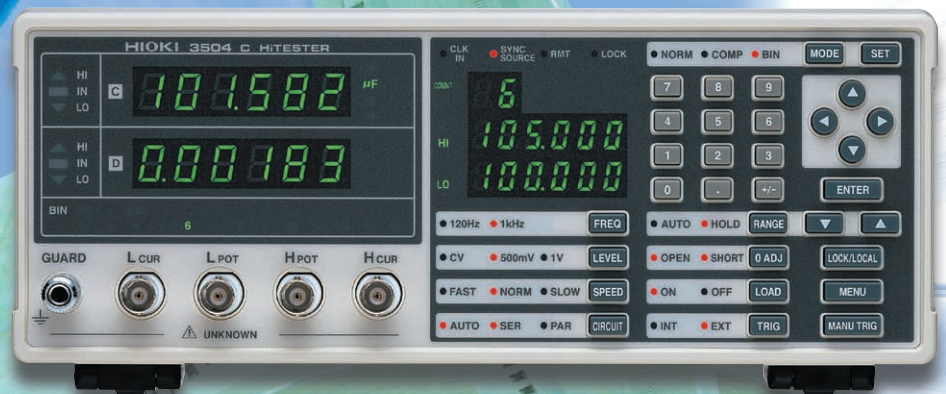 HIOKI 3504 C HiTESTER
HI
IN
LO
C 101.582 µF
HI
IN
LO
D 0.00183
BIN
6
CLK IN SYNC SOURCE RMT LOCK
COUNT 6
HI 105.000
LO 100.000
120Hz 1kHz FREQ
CV 500mV 1V LEVEL
FAST NORM SLOW SPEED
AUTO SER PAR CIRCUIT
NORM COMP BIN MODE SET
7 8 9
4 5 6
1 2 3
0 . +/- ENTER
AUTO HOLD RANGE
OPEN SHORT 0 ADJ LOCK/LOCAL
ON OFF LOAD MENU
INT EXT TRIG MANU TRIG
GUARD LCUR LPOT HPOT HCUR
UNKNOWN